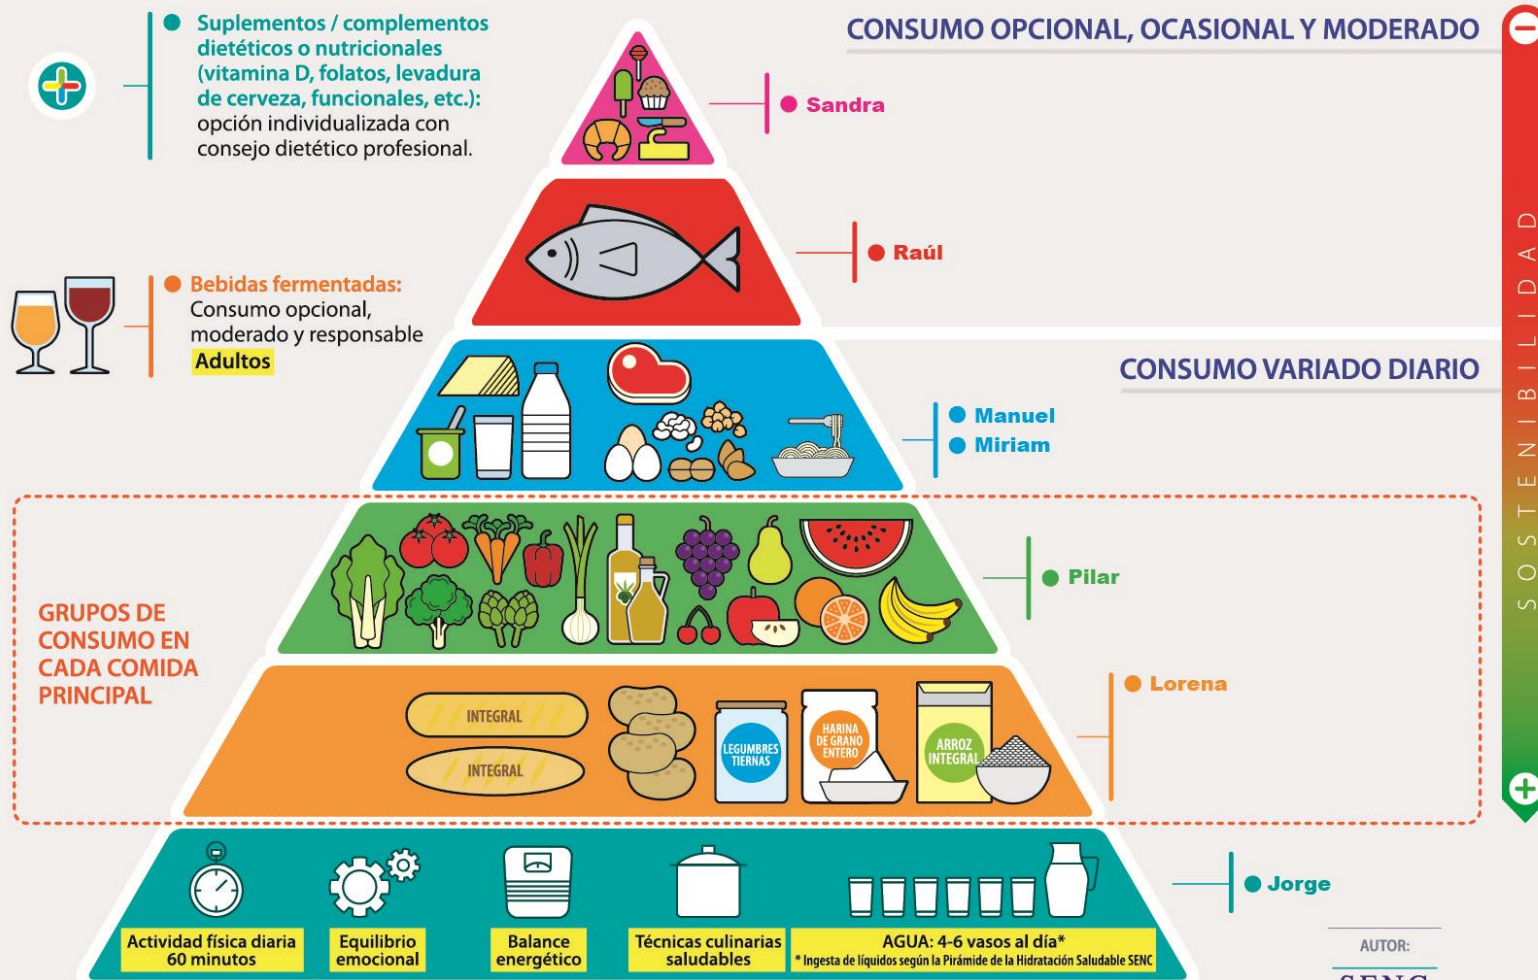 Suplementos / complementos
dietéticos o nutricionales
(vitamina D, folatos, levadura
de cerveza, funcionales, etc.):
opción individualizada con
consejo dietético profesional.
CONSUMO OPCIONAL, OCASIONAL Y MODERADO
Sandra
Raúl
Bebidas fermentadas:
Consumo opcional,
moderado y responsable
Adultos
CONSUMO VARIADO DIARIO
Manuel
Miriam
SOSTENIBILIDAD
Pilar
GRUPOS DE
CONSUMO EN
CADA COMIDA
PRINCIPAL
Lorena
INTEGRAL
INTEGRAL
LEGUMBRES
TIERNAS
HARINA
DE GRANO
ENTERO
ARROZ
INTEGRAL
Jorge
Actividad física diaria
60 minutos
Equilibrio
emocional
Balance
energético
Técnicas culinarias
saludables
AGUA: 4-6 vasos al día*
* Ingesta de líquidos según la Pirámide de la Hidratación Saludable SENC
AUTOR:
SENC